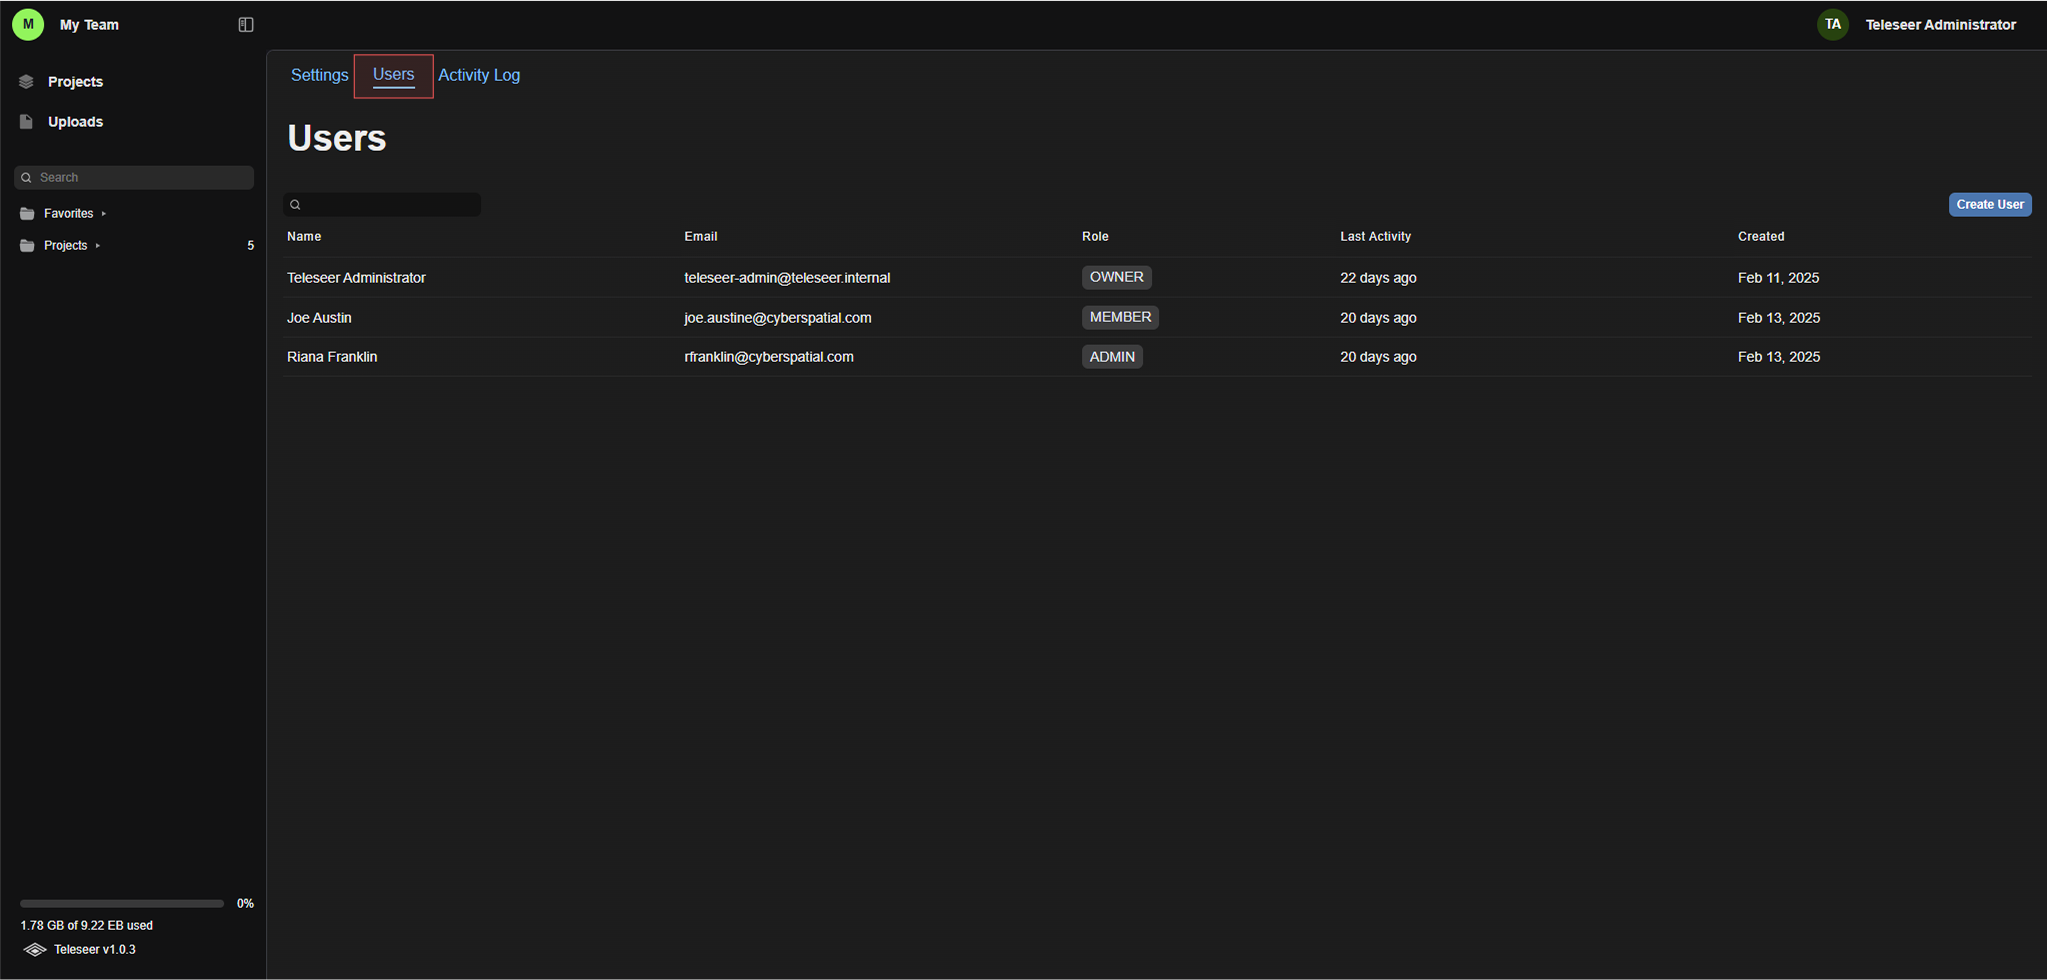 M My Team
TA Teleseer Administrator
Projects
Uploads
Search
Favorites
Projects 5
0%
1.78 GB of 9.22 EB used
Teleseer v1.0.3
Settings Users Activity Log
Users
Create User
Name Email Role Last Activity Created
Teleseer Administrator teleseer-admin@teleseer.internal OWNER 22 days ago Feb 11, 2025
Joe Austin joe.austine@cyberspatial.com MEMBER 20 days ago Feb 13, 2025
Riana Franklin rfranklin@cyberspatial.com ADMIN 20 days ago Feb 13, 2025